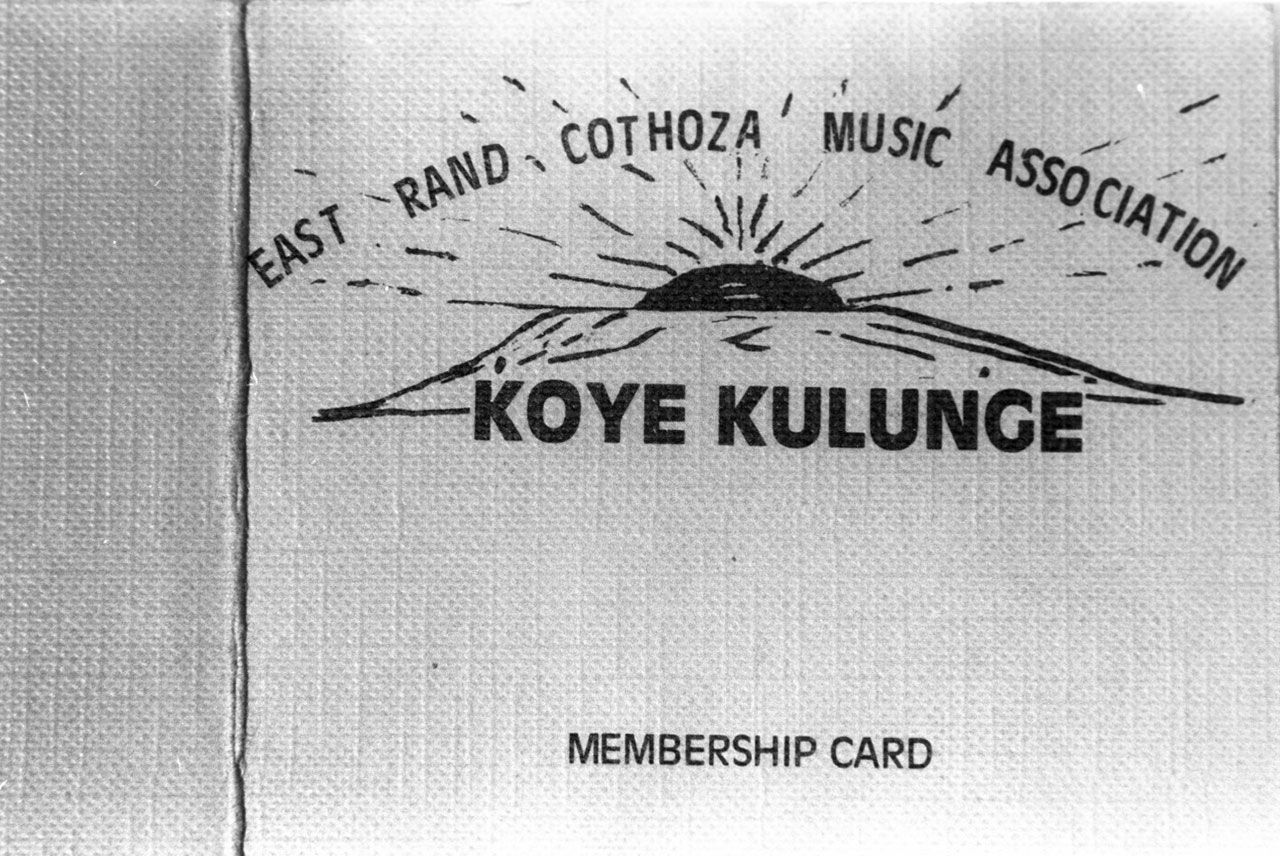 EAST RAND COTHOZA MUSIC ASSOCIATION
KOYE KULUNGE
MEMBERSHIP CARD